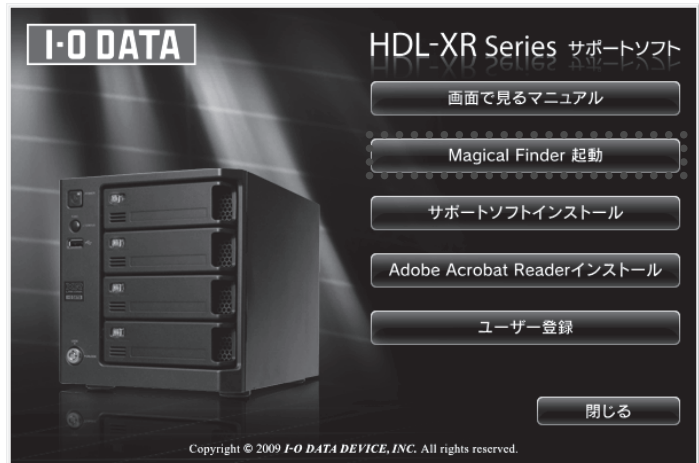 I-O DATA
HDL-XR Series サポートソフト
画面で見るマニュアル
Magical Finder 起動
サポートソフトインストール
Adobe Acrobat Readerインストール
ユーザー登録
閉じる
Copyright © 2009 I-O DATA DEVICE, INC. All rights reserved.